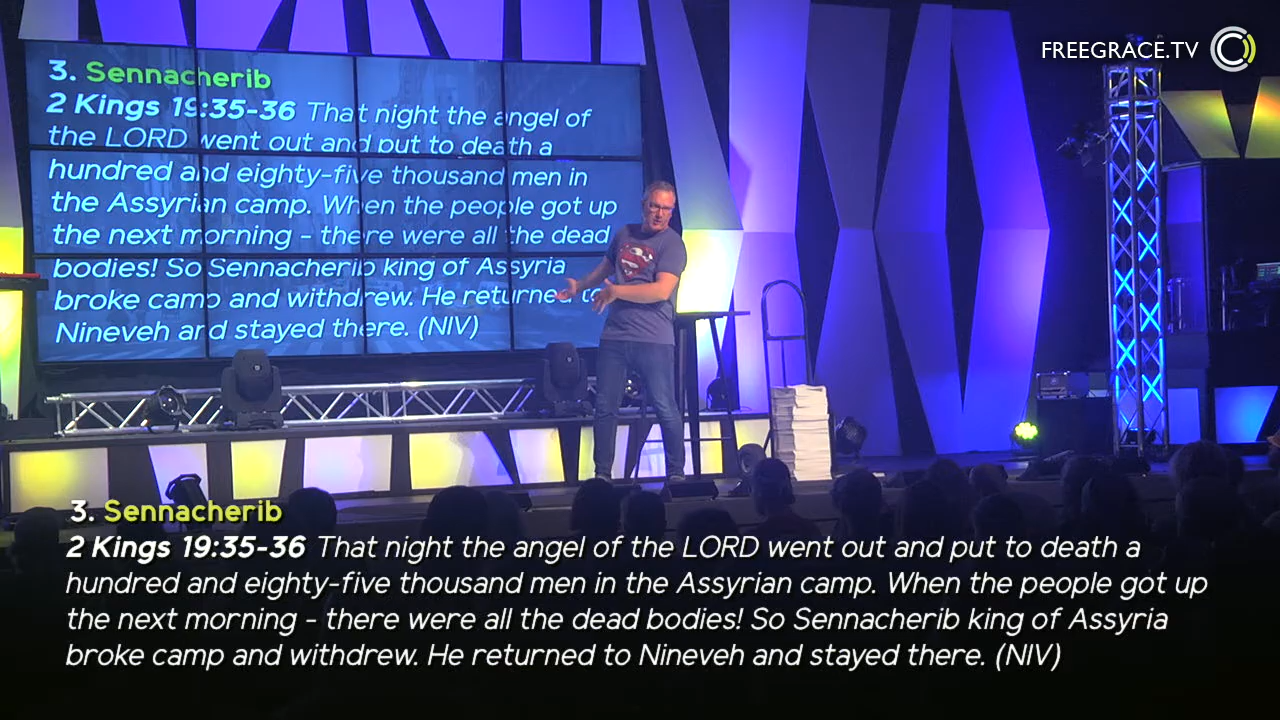 FREEGRACE.TV
3. Sennacherib
2 Kings 19:35-36 That night the angel of
the LORD went out and put to death a
hundred and eighty-five thousand men in
the Assyrian camp. When the people got up
the next morning - there were all the dead
bodies! So Sennacherib king of Assyria
broke camp and withdrew. He returned to
Nineveh and stayed there. (NIV)
3. Sennacherib
2 Kings 19:35-36 That night the angel of the LORD went out and put to death a
hundred and eighty-five thousand men in the Assyrian camp. When the people got up
the next morning - there were all the dead bodies! So Sennacherib king of Assyria
broke camp and withdrew. He returned to Nineveh and stayed there. (NIV)